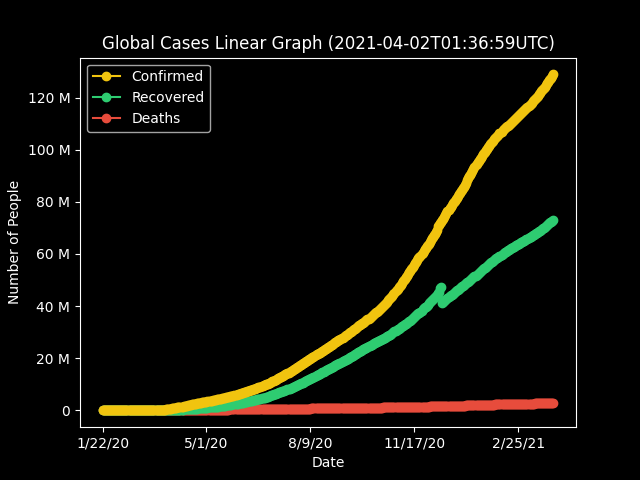 Global Cases Linear Graph (2021-04-02T01:36:59UTC)
Confirmed
Recovered
Deaths
120 M
100 M
80 M
60 M
40 M
20 M
0
Number of People
1/22/20 5/1/20 8/9/20 11/17/20 2/25/21
Date